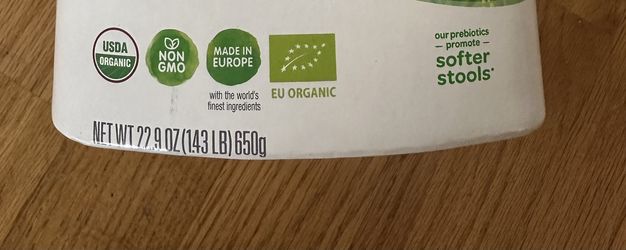 USDA
ORGANIC
NON
GMO
MADE IN
EUROPE
with the world's
finest ingredients
EU ORGANIC
our prebiotics
– promote –
softer
stools*
NET WT 22.9 OZ (1.43 LB) 650g